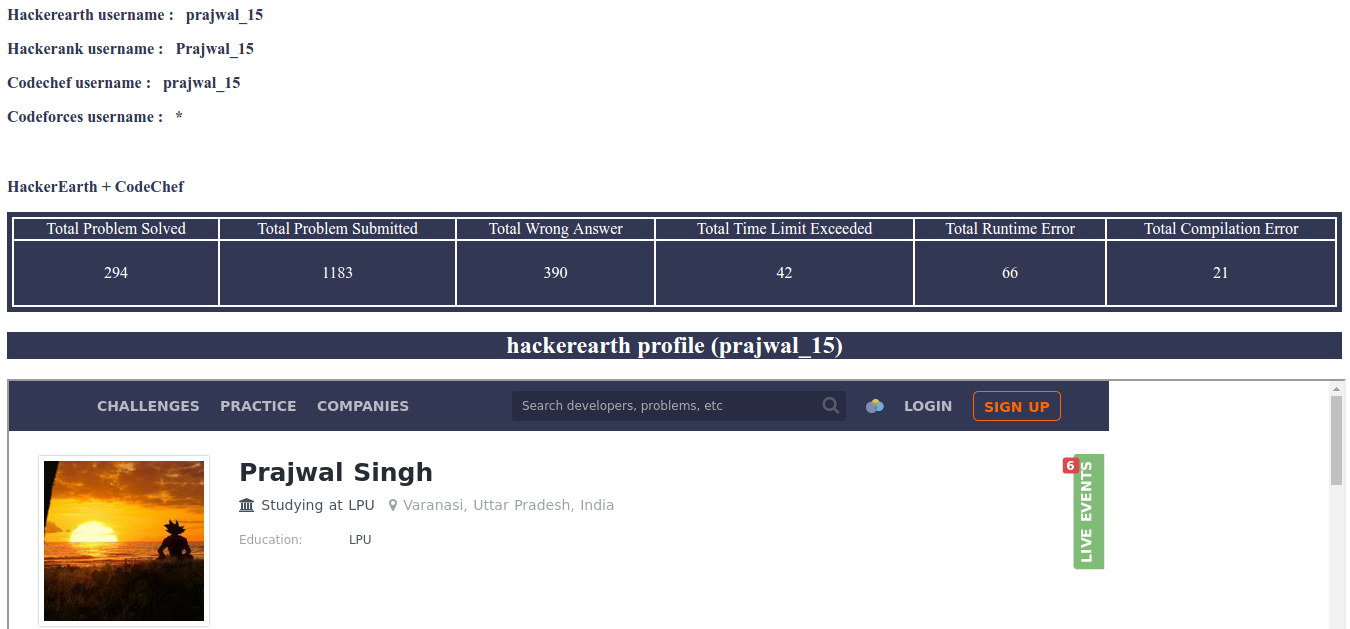 Hackerearth username : prajwal_15
Hackerank username : Prajwal_15
Codechef username : prajwal_15
Codeforces username : *
HackerEarth + CodeChef
Total Problem Solved Total Problem Submitted Total Wrong Answer Total Time Limit Exceeded Total Runtime Error Total Compilation Error
294 1183 390 42 66 21
hackerearth profile (prajwal_15)
CHALLENGES PRACTICE COMPANIES Search developers, problems, etc LOGIN SIGN UP
Prajwal Singh
Studying at LPU Varanasi, Uttar Pradesh, India
Education: LPU
6
LIVE EVENTS